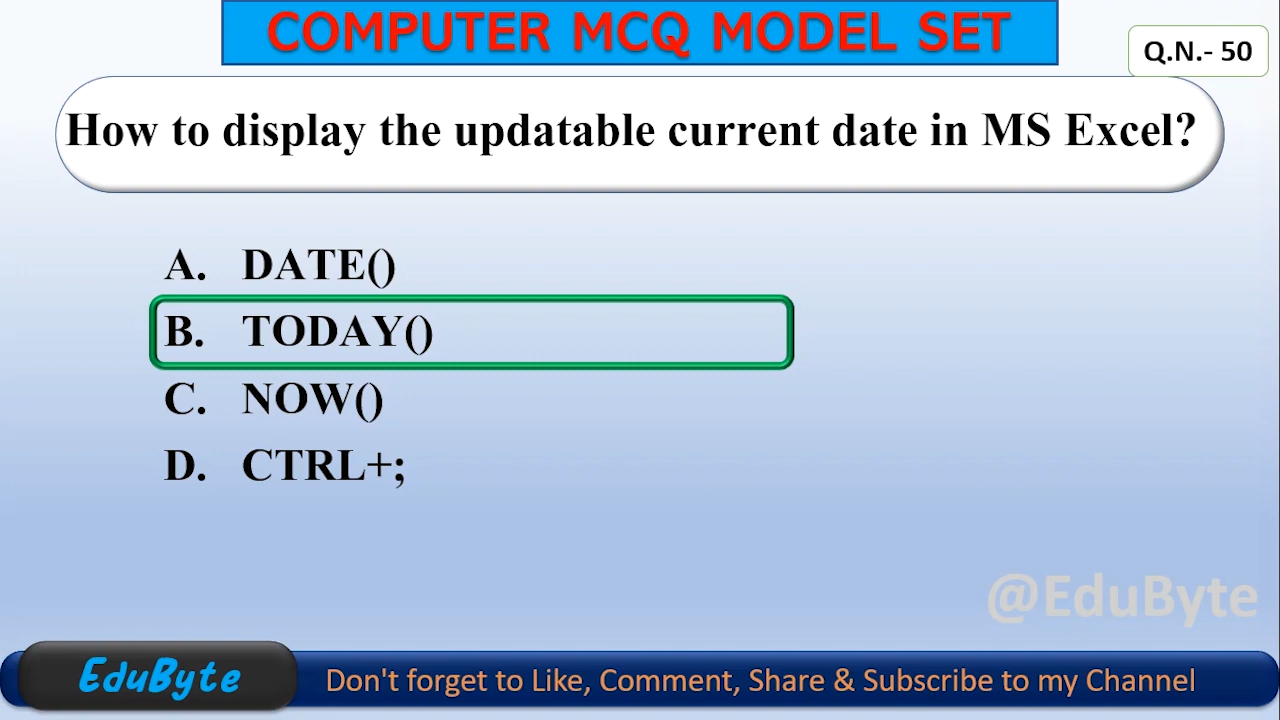 COMPUTER MCQ MODEL SET
Q.N.- 50
How to display the updatable current date in MS Excel?
A. DATE()
B. TODAY()
C. NOW()
D. CTRL+;
@EduByte
EduByte
Don't forget to Like, Comment, Share & Subscribe to my Channel